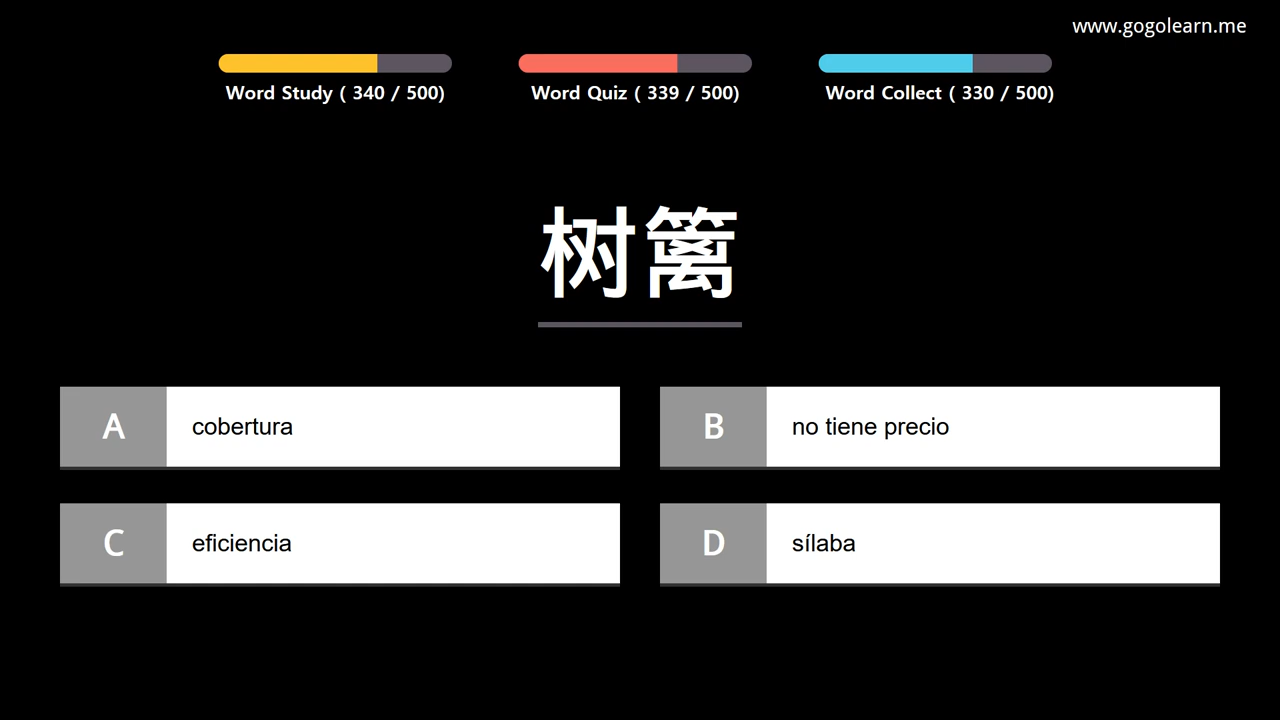 www.gogolearn.me
Word Study ( 340 / 500)
Word Quiz ( 339 / 500)
Word Collect ( 330 / 500)
树篱
A
cobertura
B
no tiene precio
C
eficiencia
D
sílaba